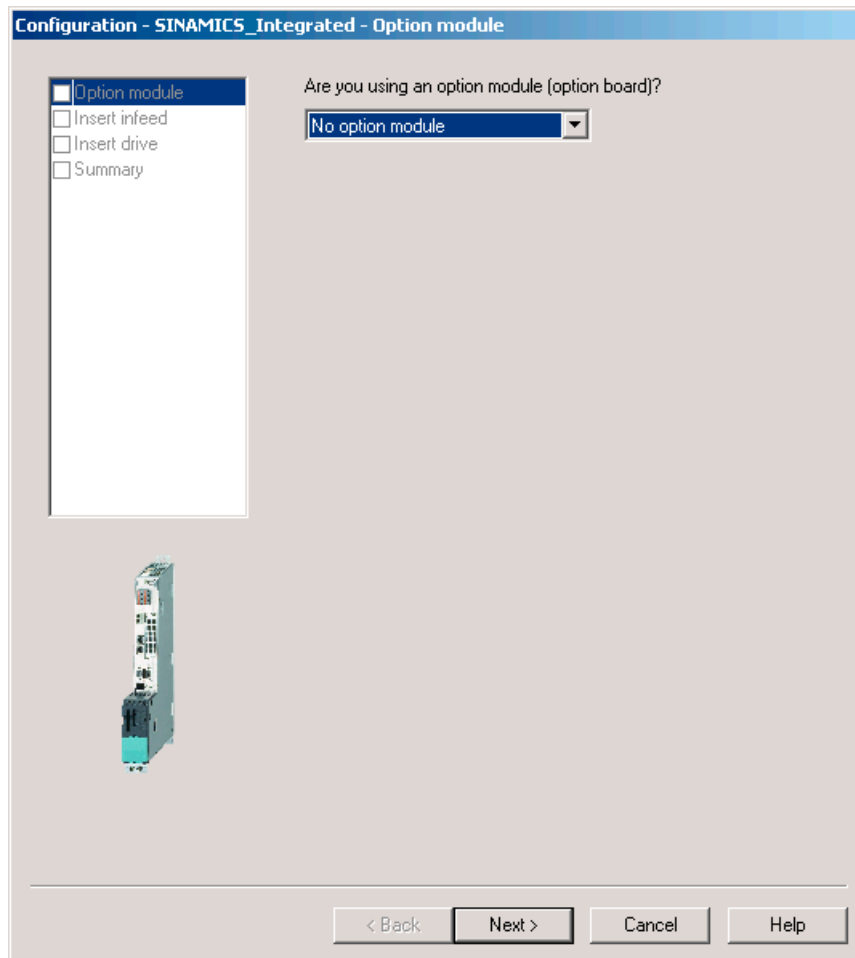 Configuration - SINAMICS_Integrated - Option module
Option module
Insert infeed
Insert drive
Summary
Are you using an option module (option board)?
No option module
< Back
Next >
Cancel
Help